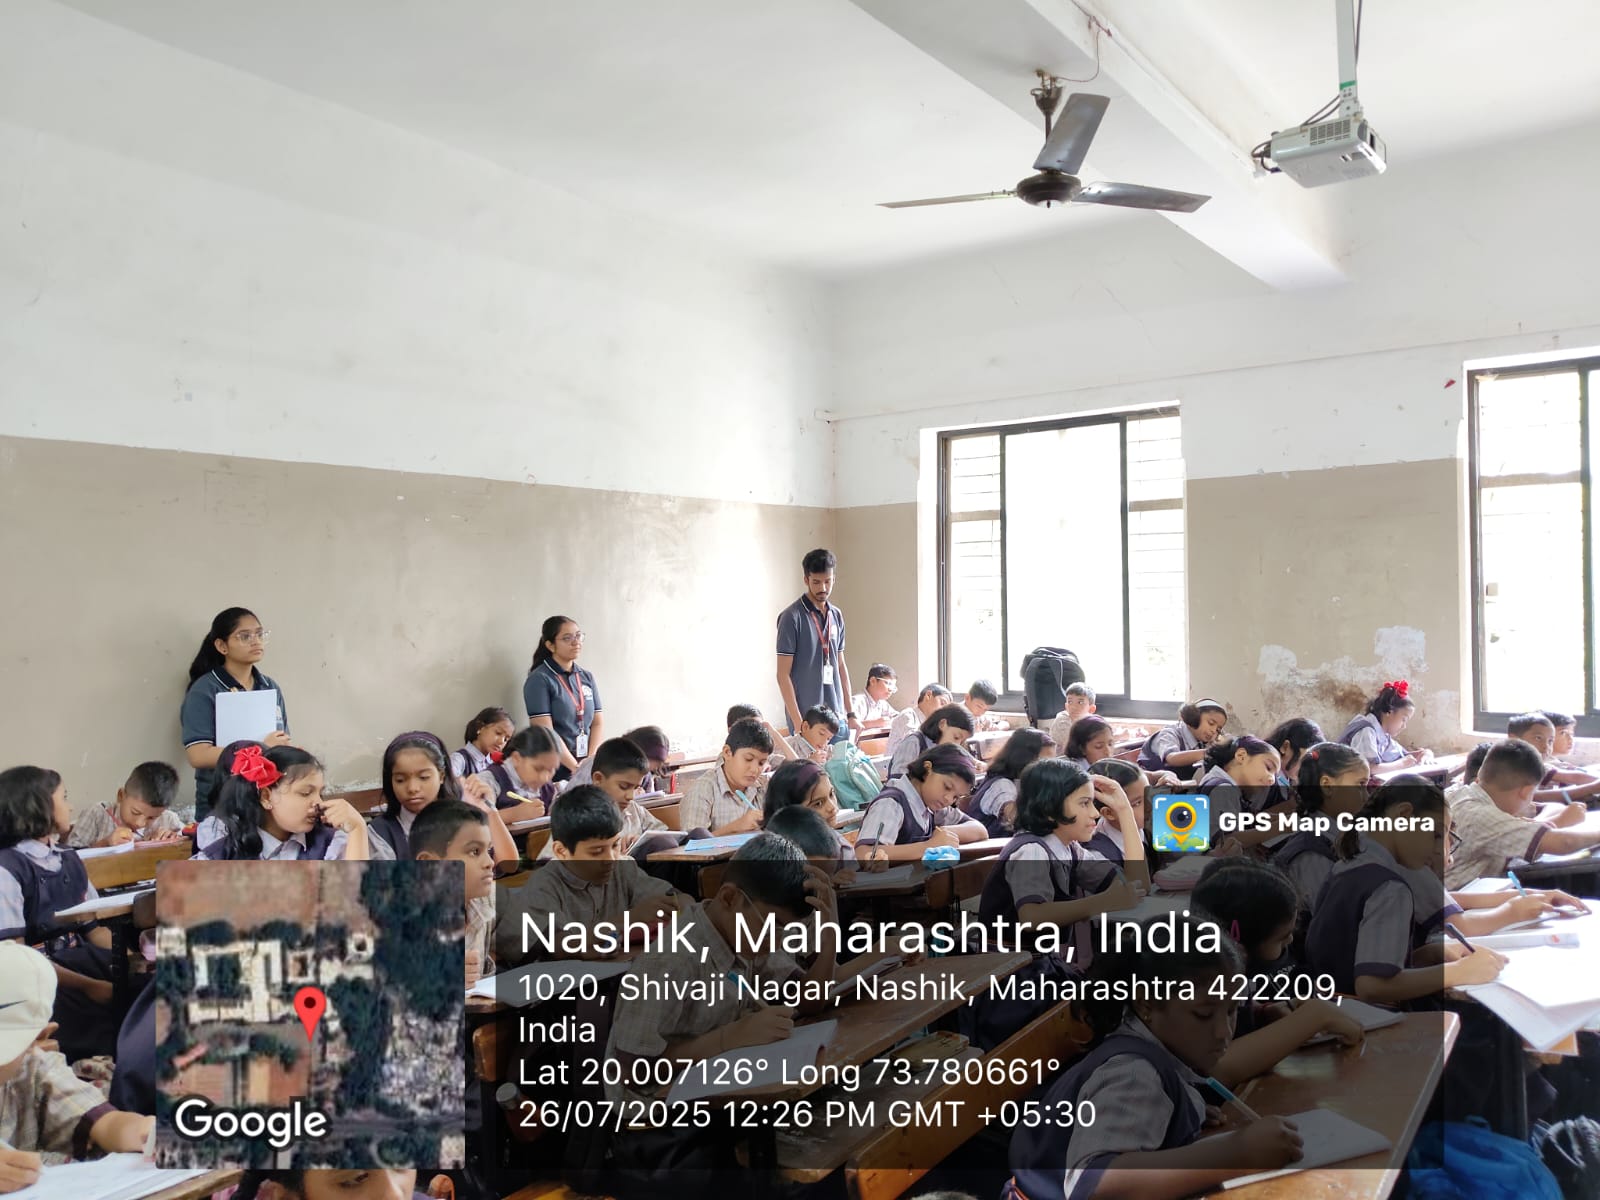 GPS Map Camera
Nashik, Maharashtra, India
1020, Shivaji Nagar, Nashik, Maharashtra 422209,
India
Lat 20.007126° Long 73.780661°
26/07/2025 12:26 PM GMT +05:30
Google